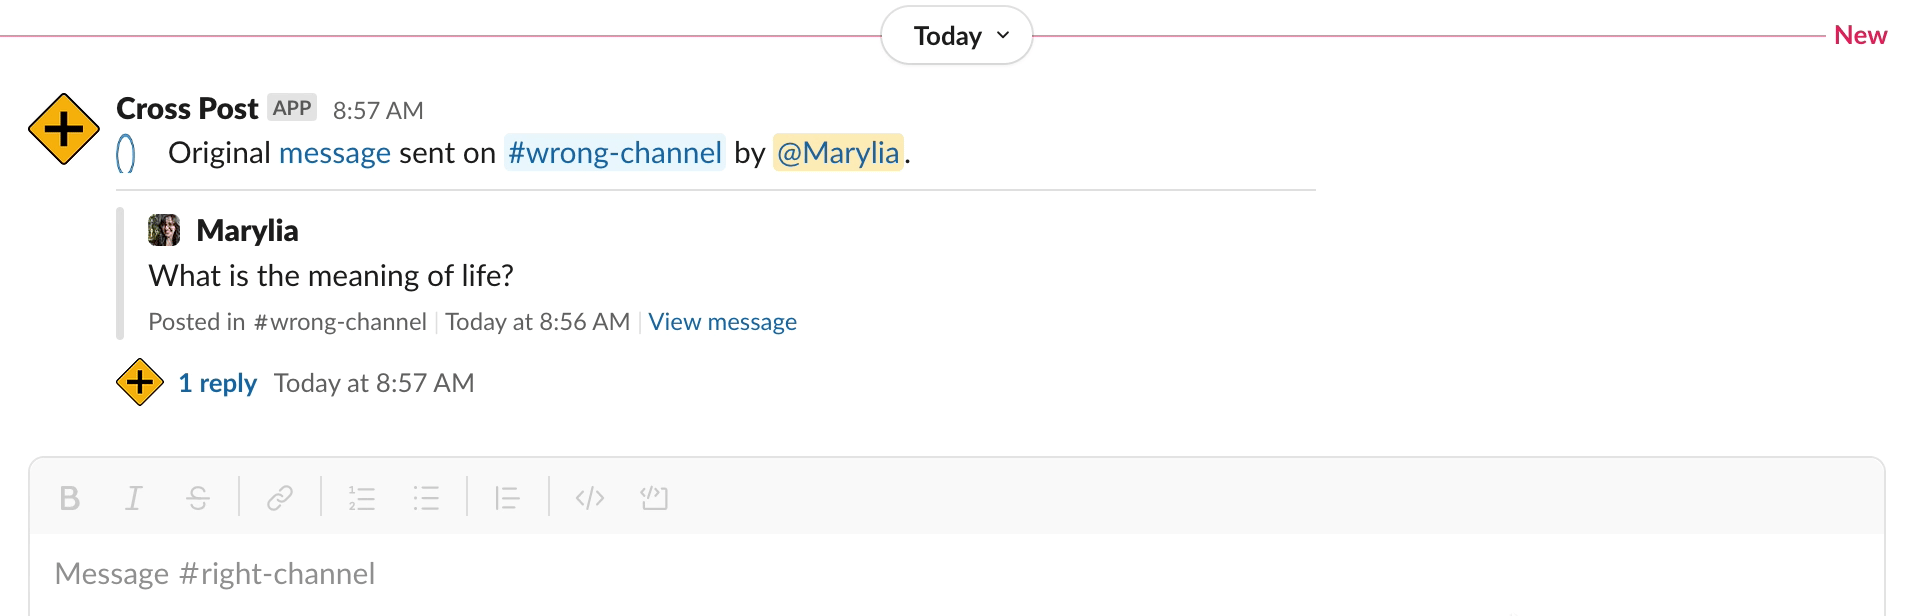 Today
New
Cross Post APP 8:57 AM
Original message sent on #wrong-channel by @Marylia.
Marylia
What is the meaning of life?
Posted in #wrong-channel | Today at 8:56 AM | View message
1 reply Today at 8:57 AM
Message #right-channel